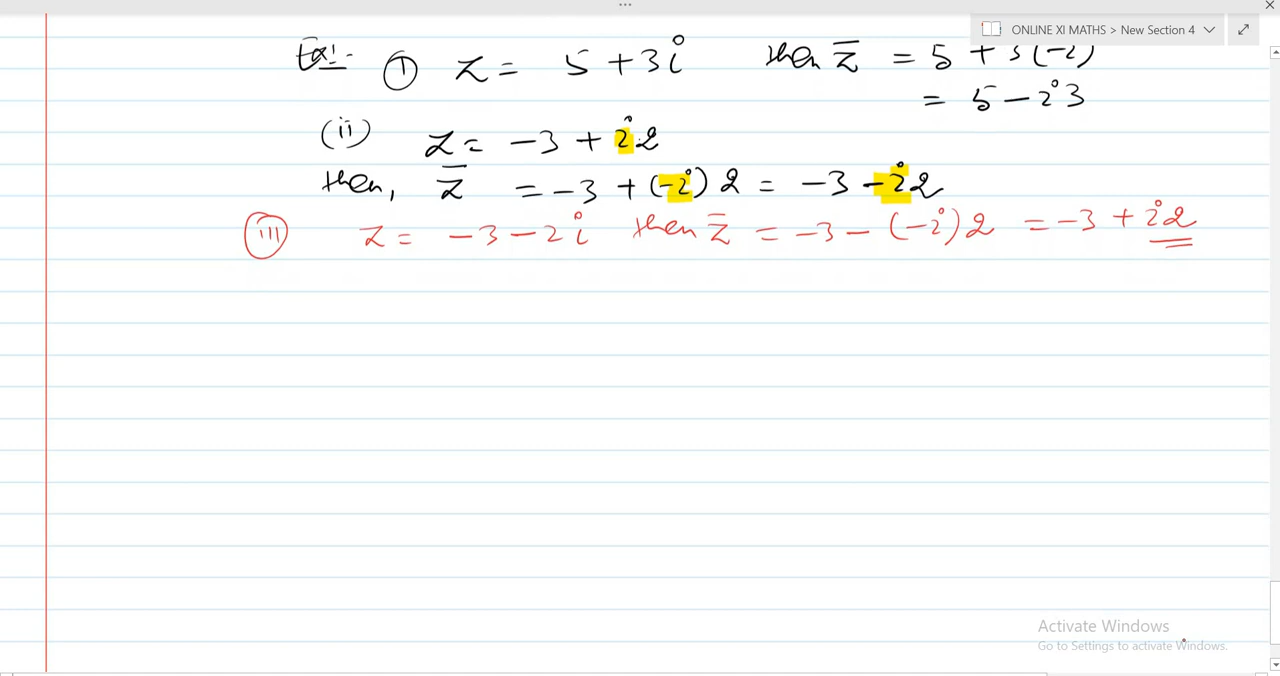 ONLINE XI MATHS > New Section 4
Ex: ① z = 5 + 3i then z̅ = 5 + 3(-i)
= 5 - i3
(ii) z = -3 + i2
then, z̅ = -3 + (-i) 2 = -3 - i2
(iii) z = -3 - 2i then z̅ = -3 - (-i) 2 = -3 + i2
Activate Windows
Go to Settings to activate Windows.